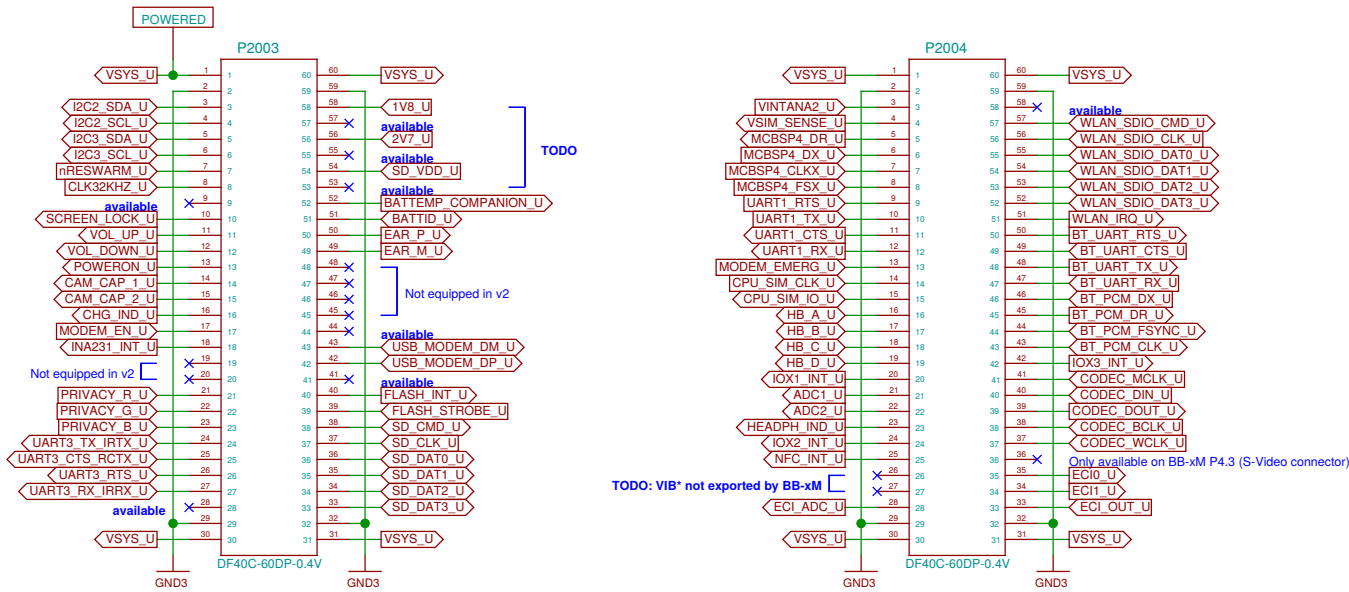 POWERED
P2003
VSYS_U 1 1 60 60 VSYS_U
2 2 59 59
I2C2_SDA_U 3 3 58 58 1V8_U
I2C2_SCL_U 4 4 57 57
available
I2C3_SDA_U 5 5 56 56 2V7_U
TODO
I2C3_SCL_U 6 6 55 55
available
nRESWARM_U 7 7 54 54 SD_VDD_U
CLK32KHZ_U 8 8 53 53
available
9 9 52 52 BATTEMP_COMPANION_U
available
SCREEN_LOCK_U 10 10 51 51 BATTID_U
VOL_UP_U 11 11 50 50 EAR_P_U
VOL_DOWN_U 12 12 49 49 EAR_M_U
POWERON_U 13 13 48 48
CAM_CAP_1_U 14 14 47 47
Not equipped in v2
CAM_CAP_2_U 15 15 46 46
CHG_IND_U 16 16 45 45
MODEM_EN_U 17 17 44 44
available
INA231_INT_U 18 18 43 43 USB_MODEM_DM_U
19 19 42 42 USB_MODEM_DP_U
Not equipped in v2
20 20 41 41
available
PRIVACY_R_U 21 21 40 40 FLASH_INT_U
PRIVACY_G_U 22 22 39 39 FLASH_STROBE_U
PRIVACY_B_U 23 23 38 38 SD_CMD_U
UART3_TX_IRTX_U 24 24 37 37 SD_CLK_U
UART3_CTS_RCTX_U 25 25 36 36 SD_DAT0_U
UART3_RTS_U 26 26 35 35 SD_DAT1_U
UART3_RX_IRRX_U 27 27 34 34 SD_DAT2_U
28 28 33 33 SD_DAT3_U
available
29 29 32 32
VSYS_U 30 30 31 31 VSYS_U
DF40C-60DP-0.4V
GND3 GND3
P2004
VSYS_U 1 1 60 60 VSYS_U
2 2 59 59
VINTANA2_U 3 3 58 58
available
VSIM_SENSE_U 4 4 57 57 WLAN_SDIO_CMD_U
MCBSP4_DR_U 5 5 56 56 WLAN_SDIO_CLK_U
MCBSP4_DX_U 6 6 55 55 WLAN_SDIO_DAT0_U
MCBSP4_CLKX_U 7 7 54 54 WLAN_SDIO_DAT1_U
MCBSP4_FSX_U 8 8 53 53 WLAN_SDIO_DAT2_U
UART1_RTS_U 9 9 52 52 WLAN_SDIO_DAT3_U
UART1_TX_U 10 10 51 51 WLAN_IRQ_U
UART1_CTS_U 11 11 50 50 BT_UART_RTS_U
UART1_RX_U 12 12 49 49 BT_UART_CTS_U
MODEM_EMERG_U 13 13 48 48 BT_UART_TX_U
CPU_SIM_CLK_U 14 14 47 47 BT_UART_RX_U
CPU_SIM_IO_U 15 15 46 46 BT_PCM_DX_U
HB_A_U 16 16 45 45 BT_PCM_DR_U
HB_B_U 17 17 44 44 BT_PCM_FSYNC_U
HB_C_U 18 18 43 43 BT_PCM_CLK_U
HB_D_U 19 19 42 42 IOX3_INT_U
IOX1_INT_U 20 20 41 41 CODEC_MCLK_U
ADC1_U 21 21 40 40 CODEC_DIN_U
ADC2_U 22 22 39 39 CODEC_DOUT_U
HEADPH_IND_U 23 23 38 38 CODEC_BCLK_U
IOX2_INT_U 24 24 37 37 CODEC_WCLK_U
NFC_INT_U 25 25 36 36
Only available on BB-xM P4.3 (S-Video connector)
26 26 35 35 ECI0_U
TODO: VIB* not exported by BB-xM
27 27 34 34 ECI1_U
ECI_ADC_U 28 28 33 33 ECI_OUT_U
29 29 32 32
VSYS_U 30 30 31 31 VSYS_U
DF40C-60DP-0.4V
GND3 GND3